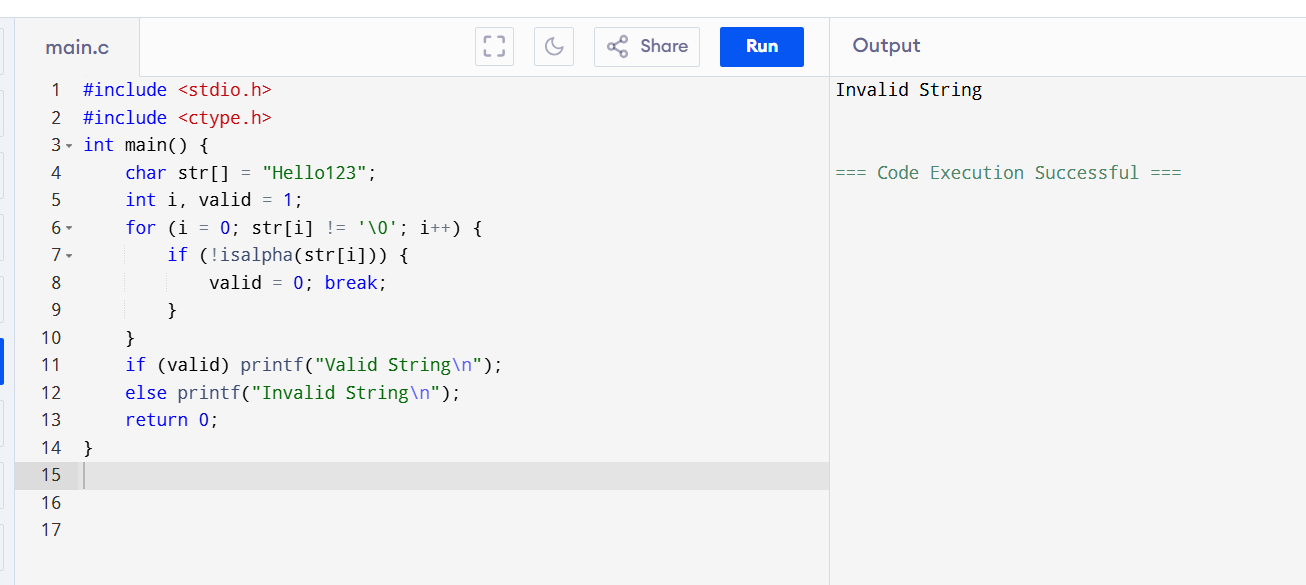 main.c
Share
Run
Output
1 #include <stdio.h>
2 #include <ctype.h>
3 int main() {
4     char str[] = "Hello123";
5     int i, valid = 1;
6     for (i = 0; str[i] != '\0'; i++) {
7         if (!isalpha(str[i])) {
8             valid = 0; break;
9         }
10     }
11     if (valid) printf("Valid String\n");
12     else printf("Invalid String\n");
13     return 0;
14 }
15
16
17
Invalid String
=== Code Execution Successful ===